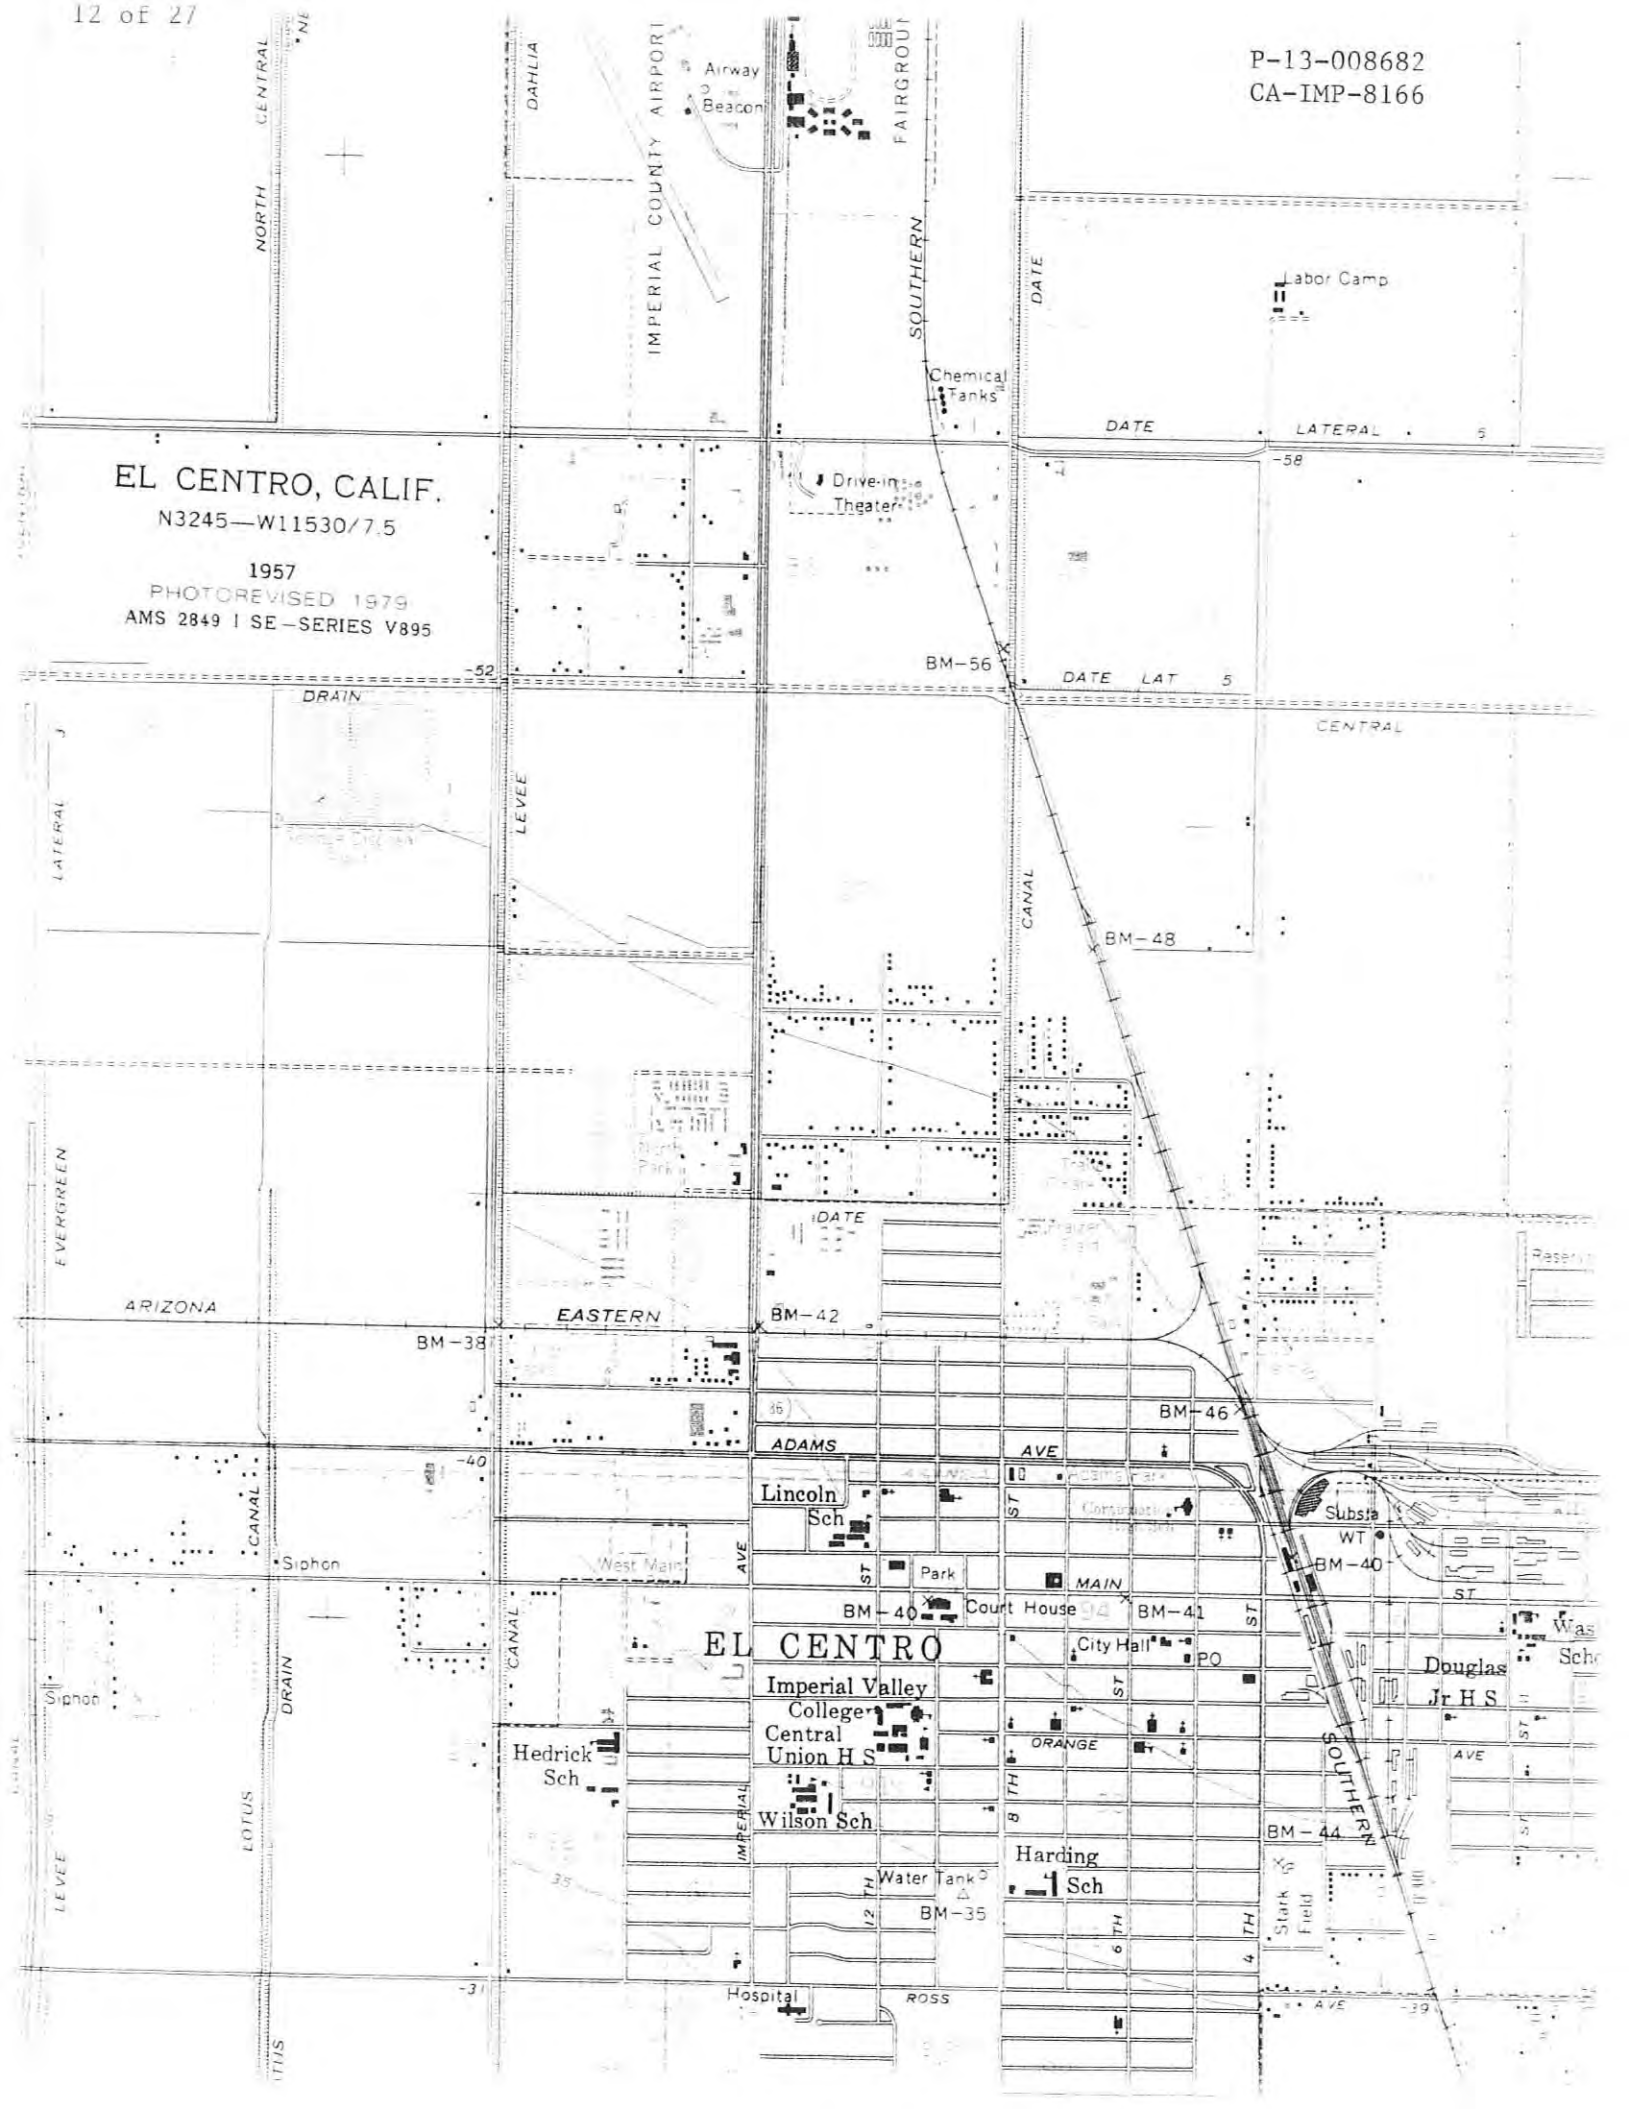 12 of 27
P-13-008682
CA-IMP-8166
NORTH CENTRAL
DAHLIA
IMPERIAL COUNTY AIRPORT
Airway
Beacon
SOUTHERN
DATE
Labor Camp
Chemical
Tanks
DATE LATERAL 5
-58
EL CENTRO, CALIF.
N3245—W11530/7.5
1957
PHOTOREVISED 1979
AMS 2849 I SE-SERIES V895
Drive-in
Theater
-52
DRAIN
BM-56
DATE LAT 5
CENTRAL
LATERAL 3
LEVEE
CANAL
BM-48
EVERGREEN
DATE
ARIZONA
EASTERN
BM-42
BM-38
BM-46
(86)
ADAMS AVE
-40
Lincoln
Sch
ST
Substa
WT
CANAL
Siphon
West Main
AVE
ST
Park
MAIN
BM-40
ST
BM-40
Court House
BM-41
ST
CANAL
EL CENTRO
City Hall
PO
Douglas
Jr H S
Siphon
DRAIN
Imperial Valley
College
Central
Union H S
ST
ST
Hedrick
Sch
ORANGE
AVE
SOUTHERN
LOTUS
IMPERIAL
Wilson Sch
8 TH
BM-44
LEVEE
35
Water Tank
Harding
Sch
12 TH
BM-35
6 TH
4 TH
Stark
Field
-31
Hospital
ROSS
AVE
-39